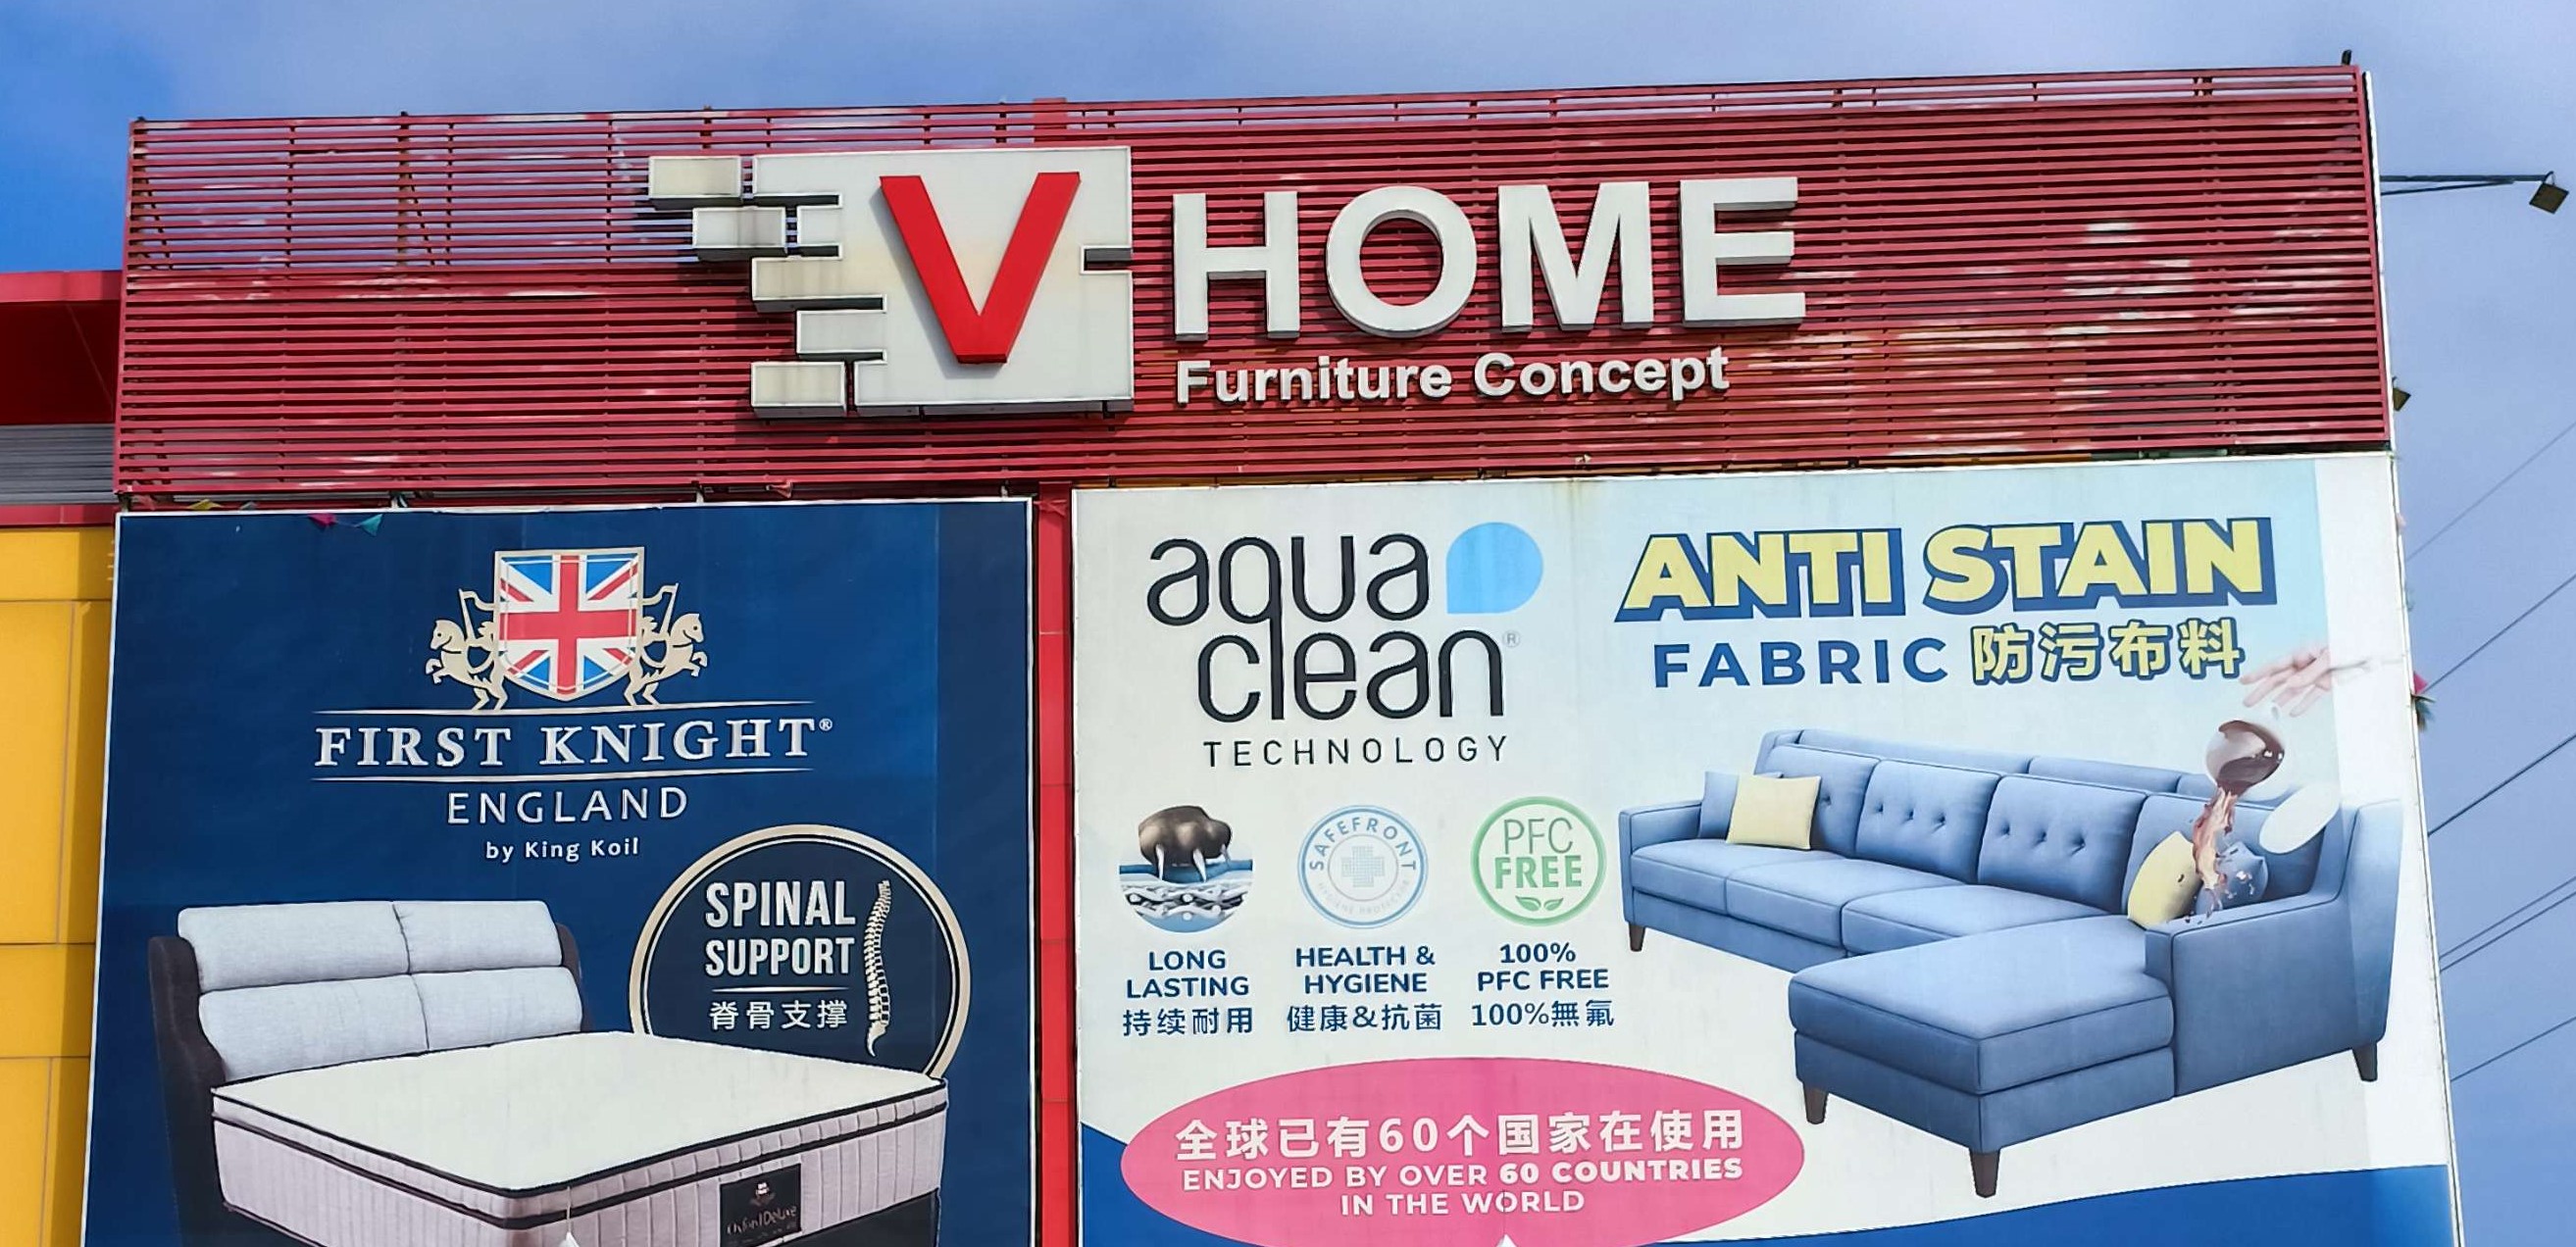 V HOME
Furniture Concept
FIRST KNIGHT®
ENGLAND
by King Koil
SPINAL
SUPPORT
脊骨支撑
aqua
clean®
TECHNOLOGY
ANTI STAIN
FABRIC 防污布料
SAFEFRONT
HYGIENE PROTECTOR
PFC
FREE
LONG
LASTING
持续耐用
HEALTH &
HYGIENE
健康&抗菌
100%
PFC FREE
100%無氟
全球已有60个国家在使用
ENJOYED BY OVER 60 COUNTRIES
IN THE WORLD